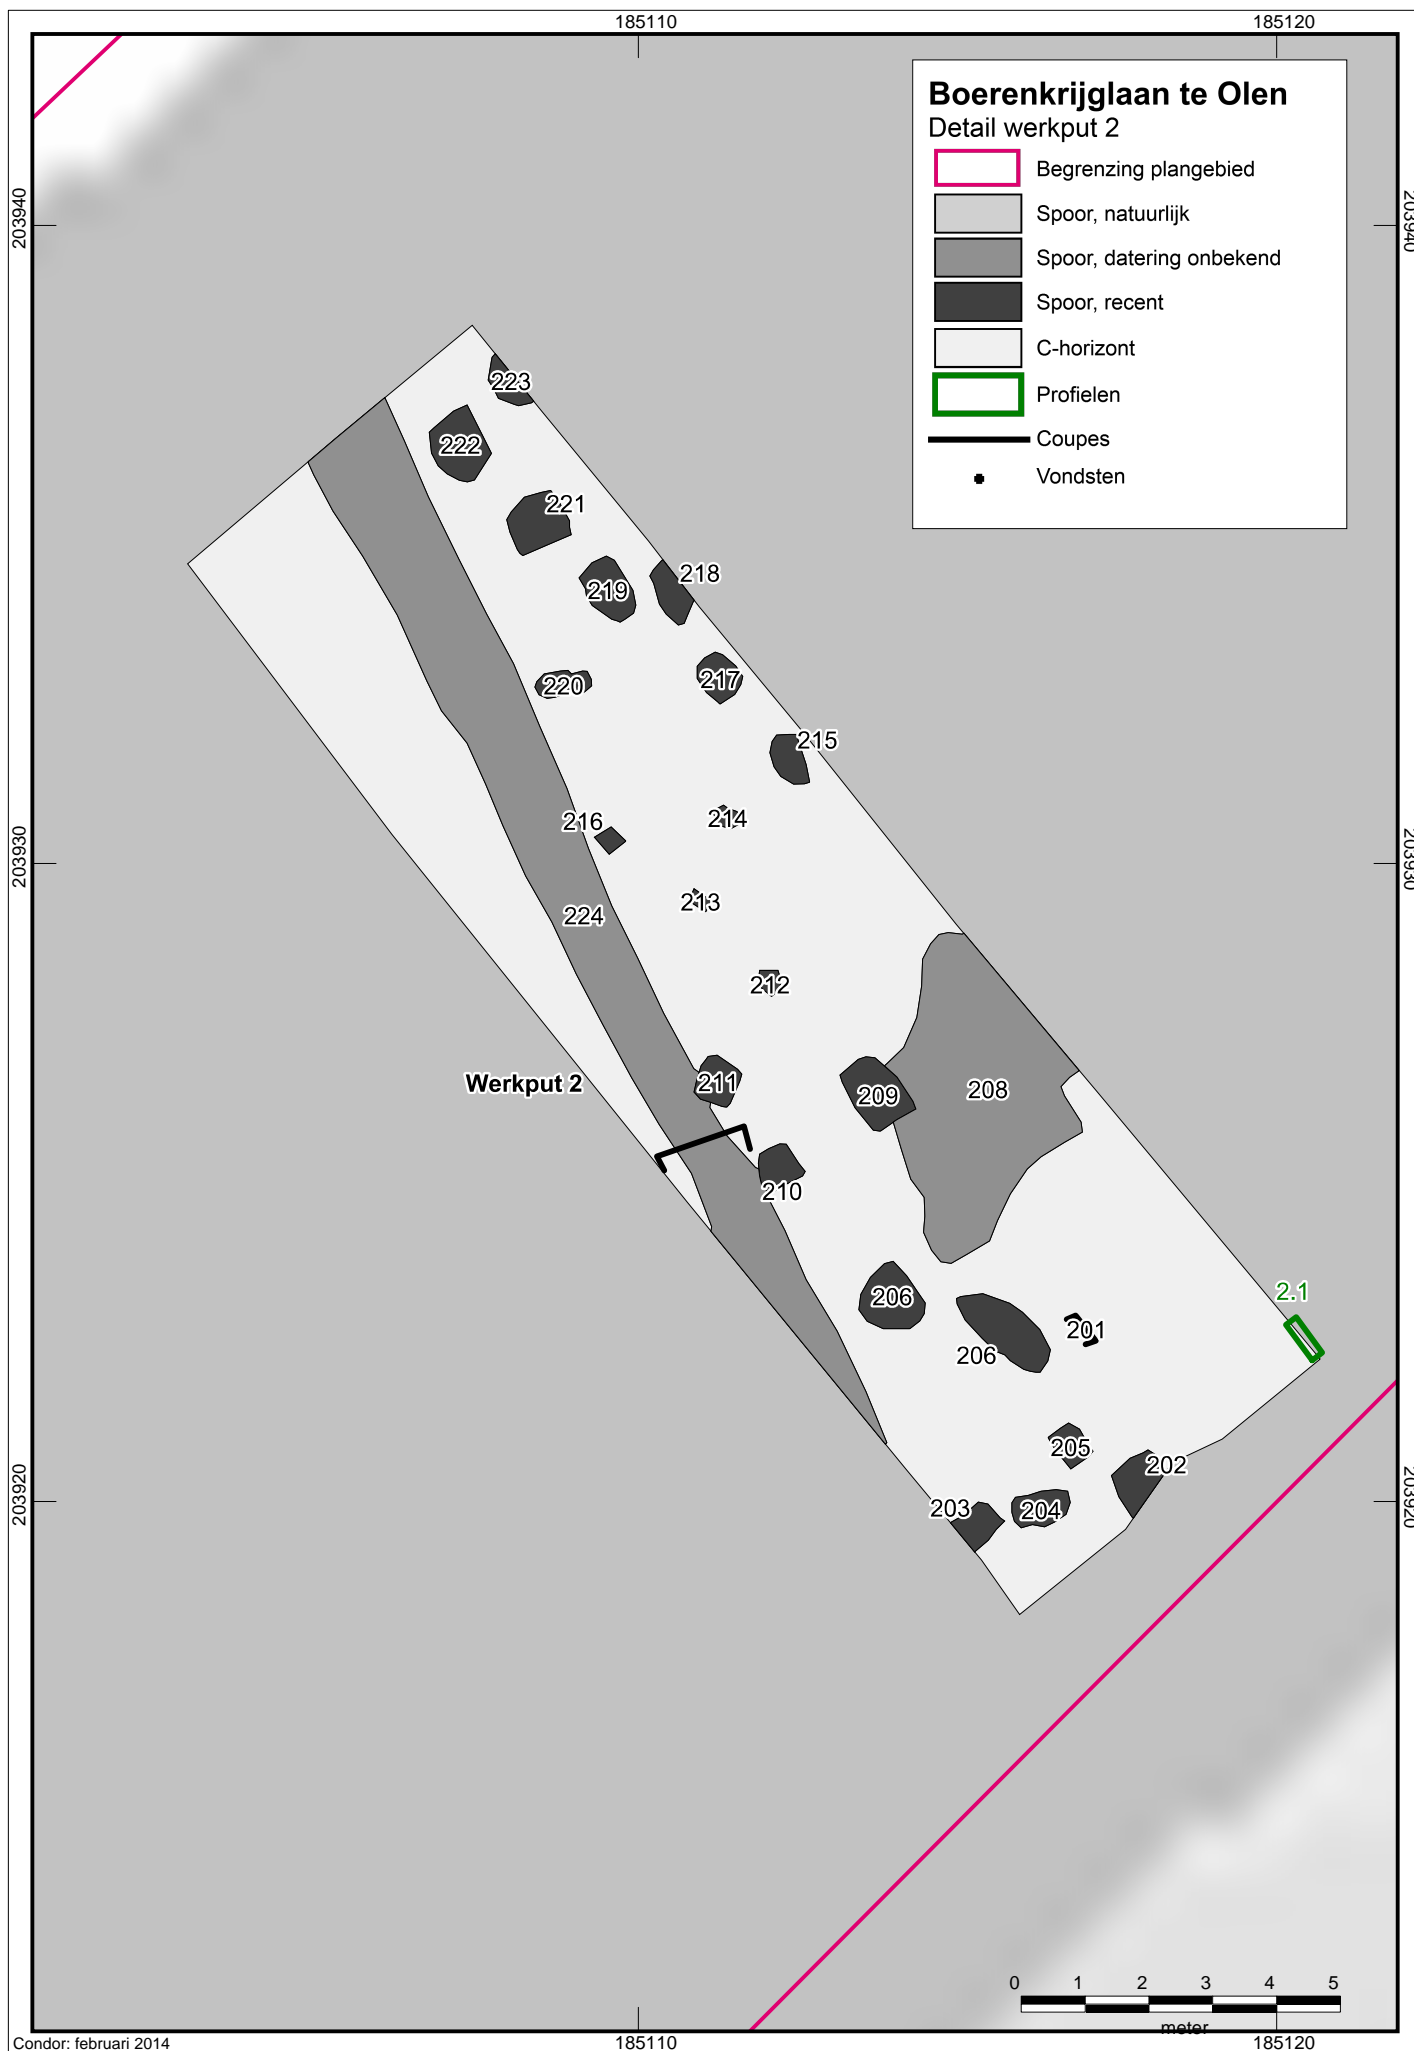 185110
185120
Boerenkrijglaan te Olen
Detail werkput 2
Begrenzing plangebied
Spoor, natuurlijk
Spoor, datering onbekend
Spoor, recent
C-horizont
Profielen
Coupes
Vondsten
203940
203940
223
222
221
218
219
217
220
215
214
216
203930
203930
213
224
212
Werkput 2
211
209
208
210
2.1
206
201
206
205
202
203
204
203920
203920
0 1 2 3 4 5
meter
Condor: februari 2014
185110
185120